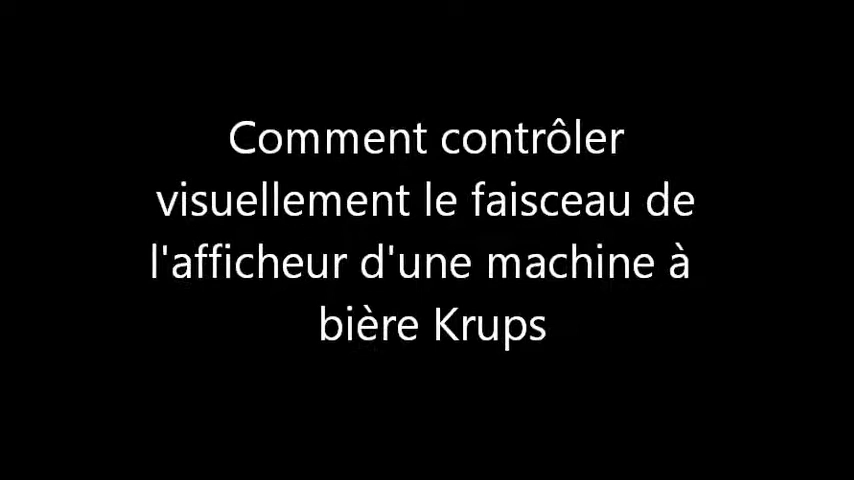 Comment contrôler
visuellement le faisceau de
l'afficheur d'une machine à
bière Krups